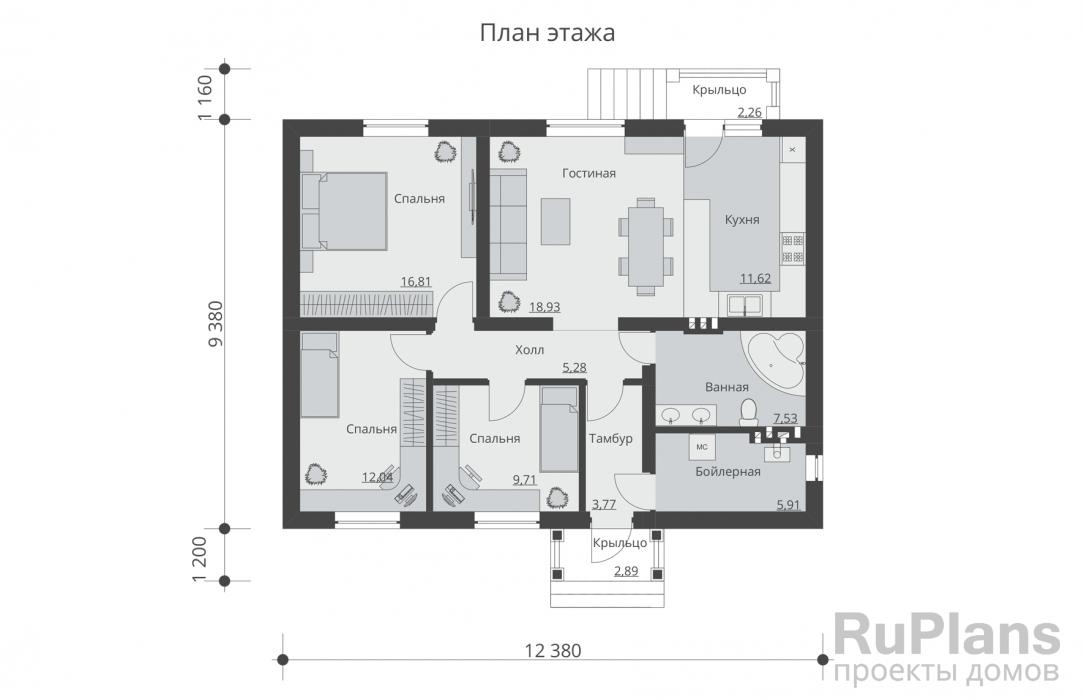 План этажа
1 160
Крыльцо
2,26
X
Гостиная
Спальня
Кухня
16,81
11,62
18,93
9 380
Холл
5,28
Ванная
7,53
Спальня
Спальня
Тамбур
МС
Бойлерная
12,04
9,71
3,77
5,91
1 200
Крыльцо
2,89
12 380
RuPlans
проекты домов